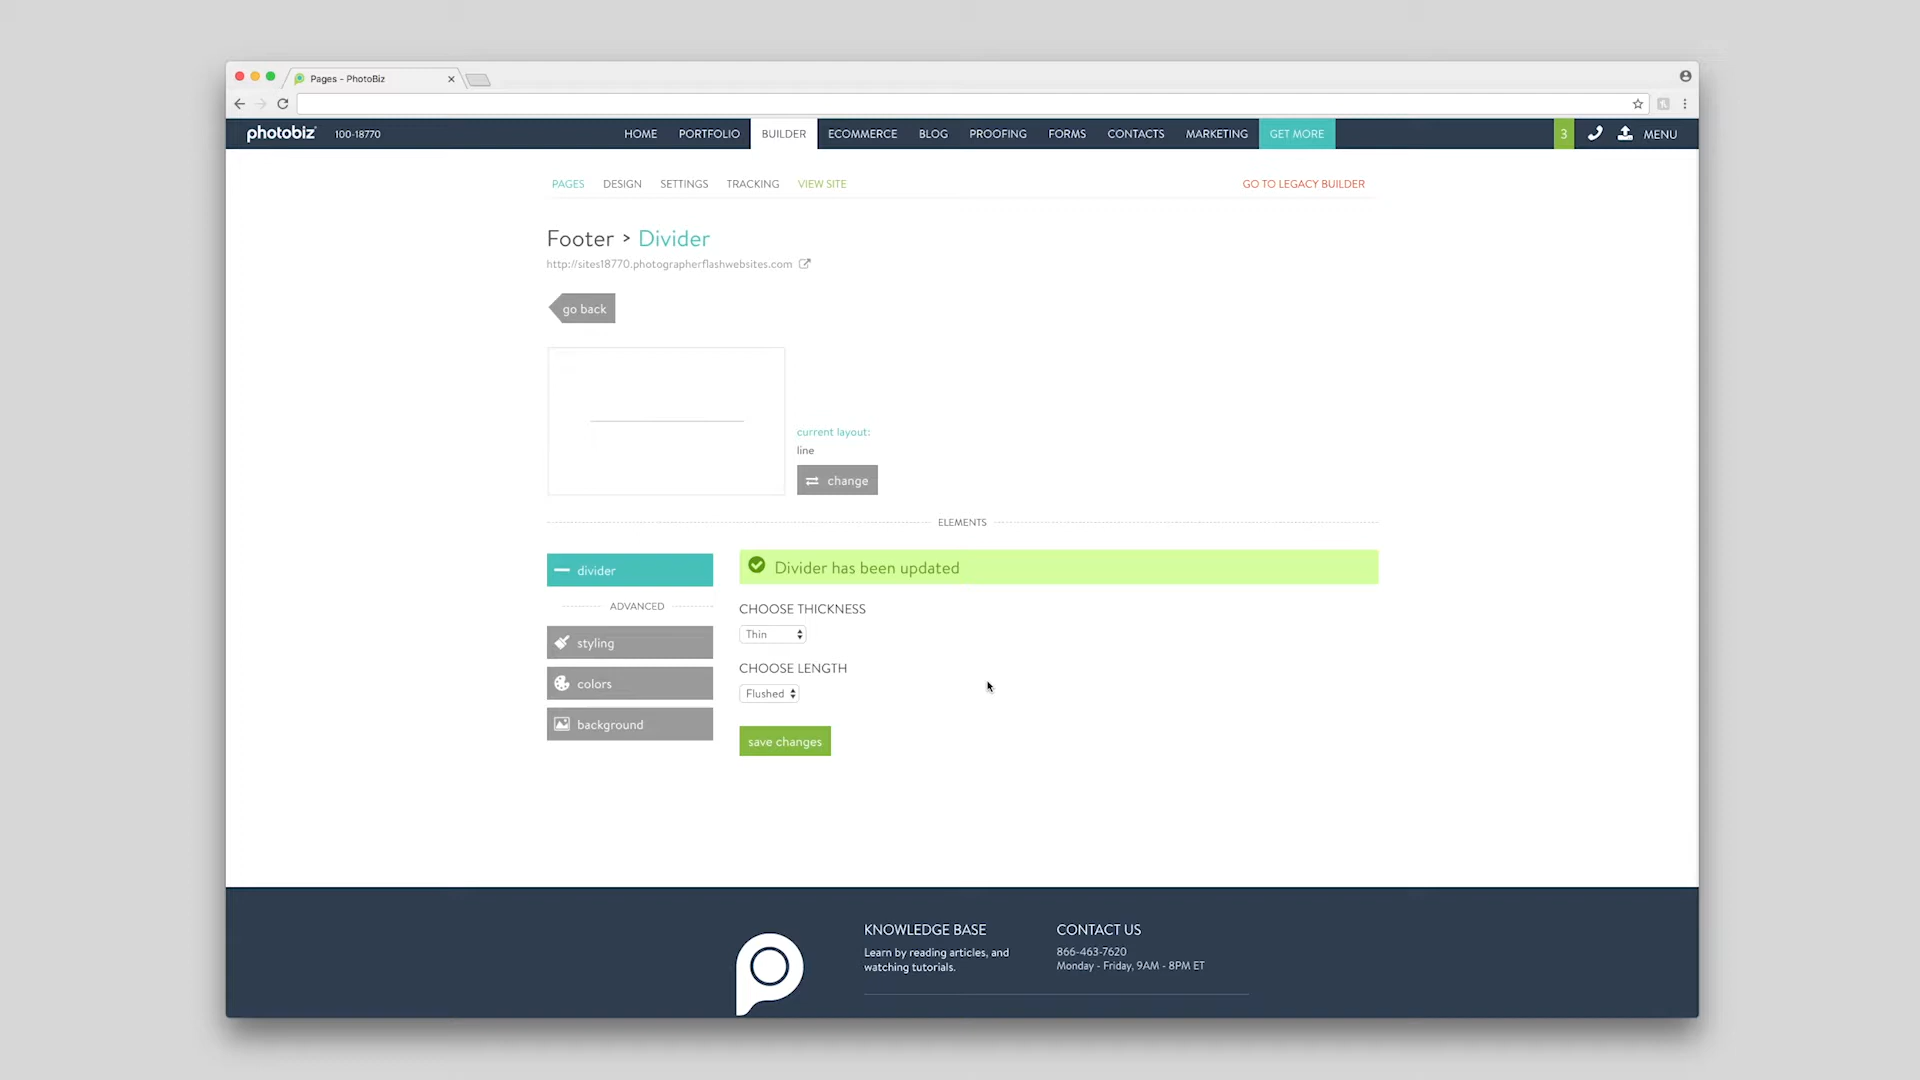 Pages - PhotoBiz
photobiz 100-18770 HOME PORTFOLIO BUILDER ECOMMERCE BLOG PROOFING FORMS CONTACTS MARKETING GET MORE 3 MENU
PAGES DESIGN SETTINGS TRACKING VIEW SITE GO TO LEGACY BUILDER
Footer > Divider
http://sites18770.photographerflashwebsites.com
go back
current layout:
line
change
ELEMENTS
divider
Divider has been updated
ADVANCED
CHOOSE THICKNESS
Thin
styling
CHOOSE LENGTH
colors
Flushed
background
save changes
KNOWLEDGE BASE
Learn by reading articles, and
watching tutorials.
CONTACT US
866-463-7620
Monday - Friday, 9AM - 8PM ET